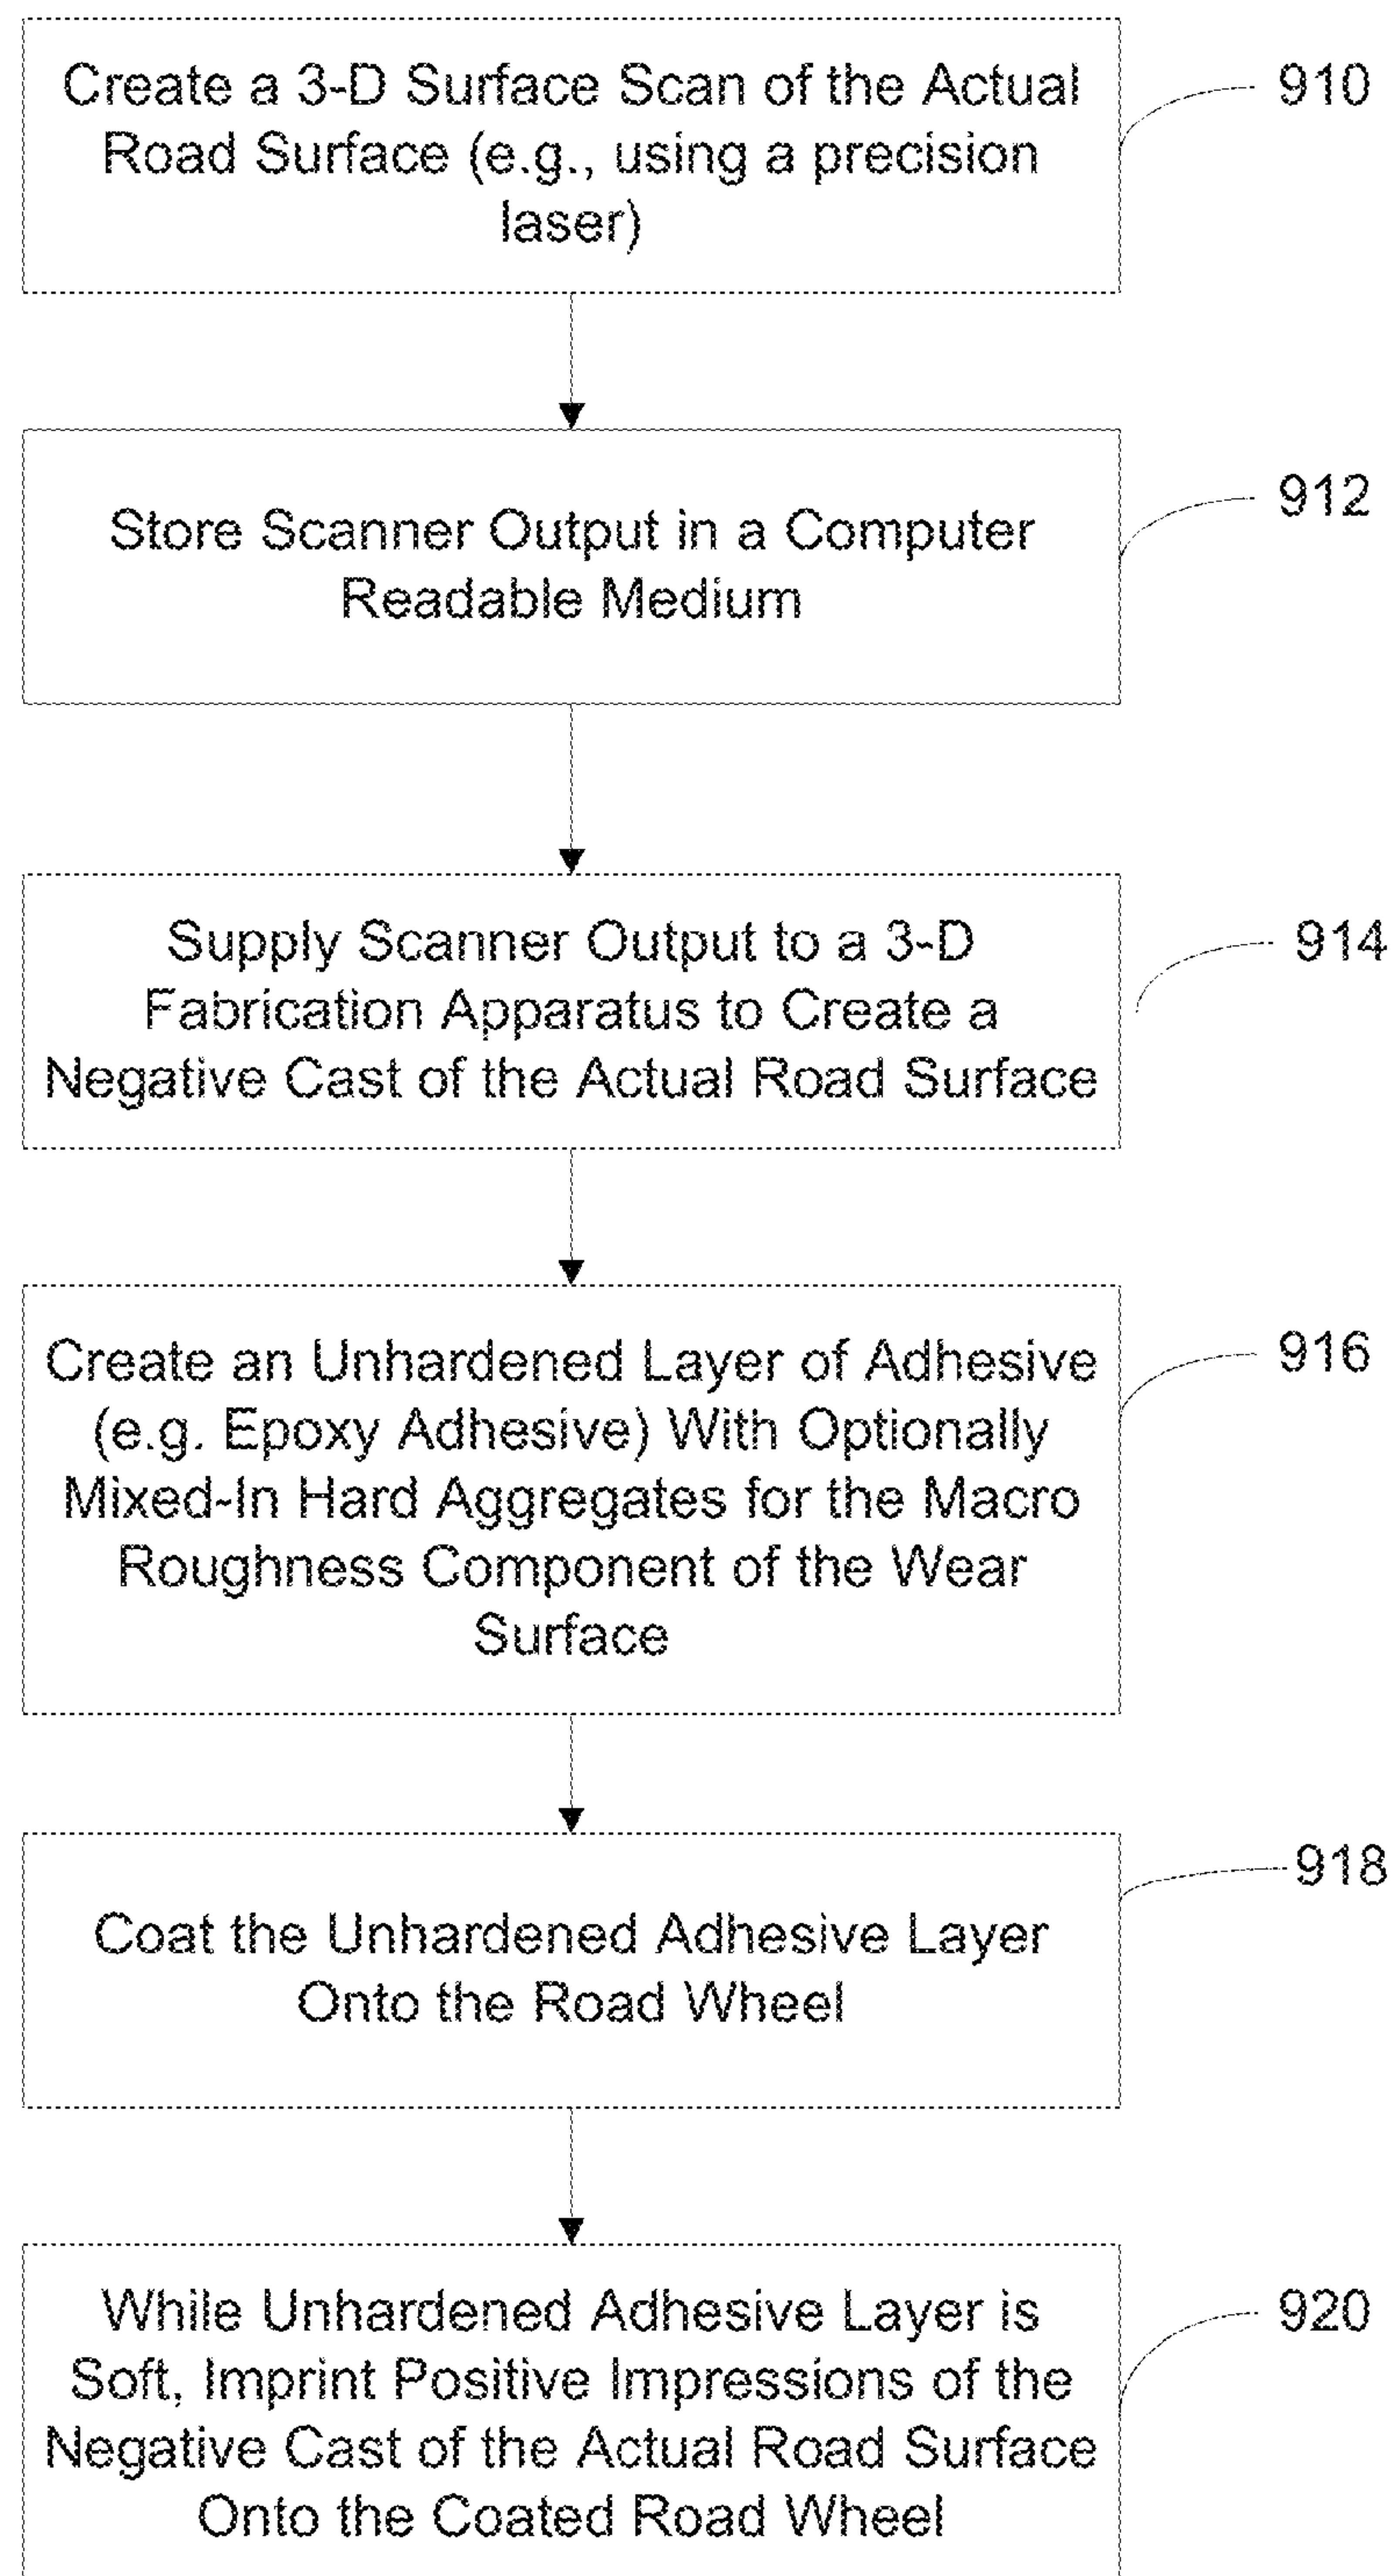 Create a 3-D Surface Scan of the Actual
Road Surface (e.g., using a precision
laser)
910
Store Scanner Output in a Computer
Readable Medium
912
Supply Scanner Output to a 3-D
Fabrication Apparatus to Create a
Negative Cast of the Actual Road Surface
914
Create an Unhardened Layer of Adhesive
(e.g. Epoxy Adhesive) With Optionally
Mixed-In Hard Aggregates for the Macro
Roughness Component of the Wear
Surface
916
Coat the Unhardened Adhesive Layer
Onto the Road Wheel
918
While Unhardened Adhesive Layer is
Soft, Imprint Positive Impressions of the
Negative Cast of the Actual Road Surface
Onto the Coated Road Wheel
920